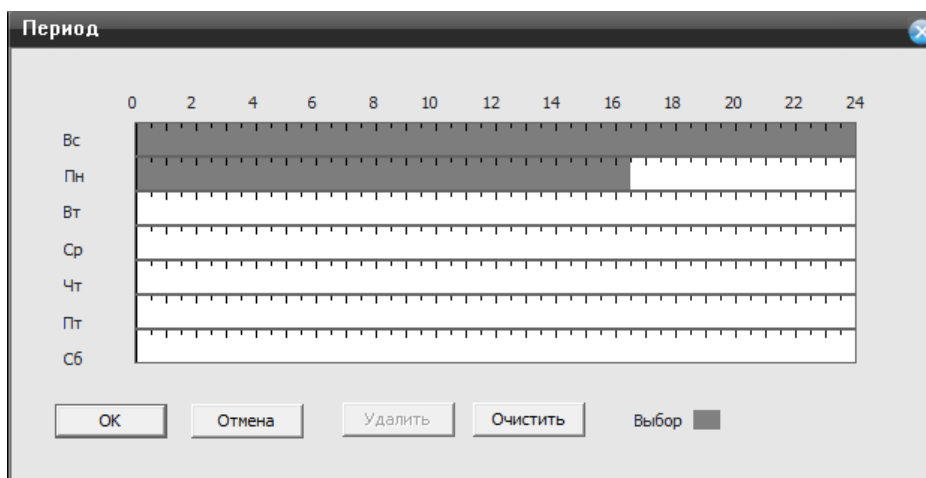 Период
0 2 4 6 8 10 12 14 16 18 20 22 24
Вс
Пн
Вт
Ср
Чт
Пт
Сб
OK Отмена Удалить Очистить Выбор